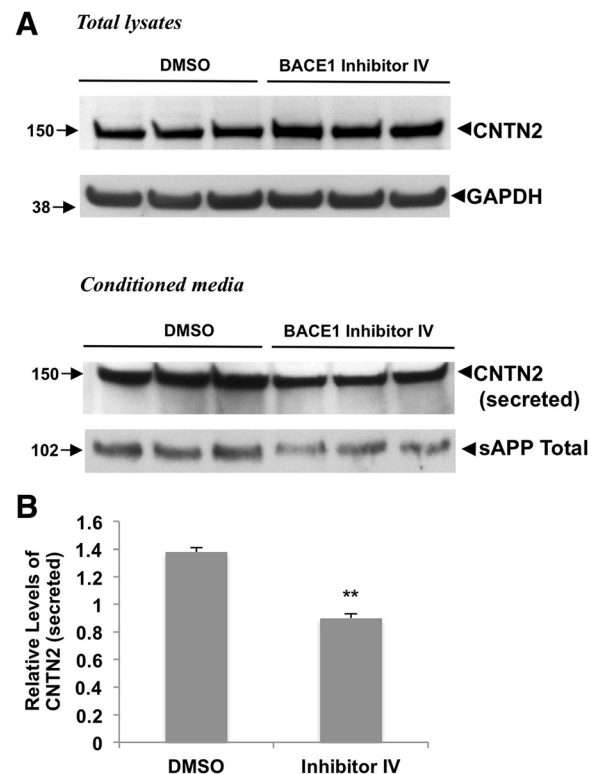 A Total lysates
DMSO BACE1 Inhibitor IV
150 CNTN2
38 GAPDH
Conditioned media
DMSO BACE1 Inhibitor IV
150 CNTN2
(secreted)
102 sAPP Total
B
Relative Levels of
CNTN2 (secreted)
1.6
1.4
1.2
1
0.8
0.6
0.4
0.2
0
**
DMSO Inhibitor IV